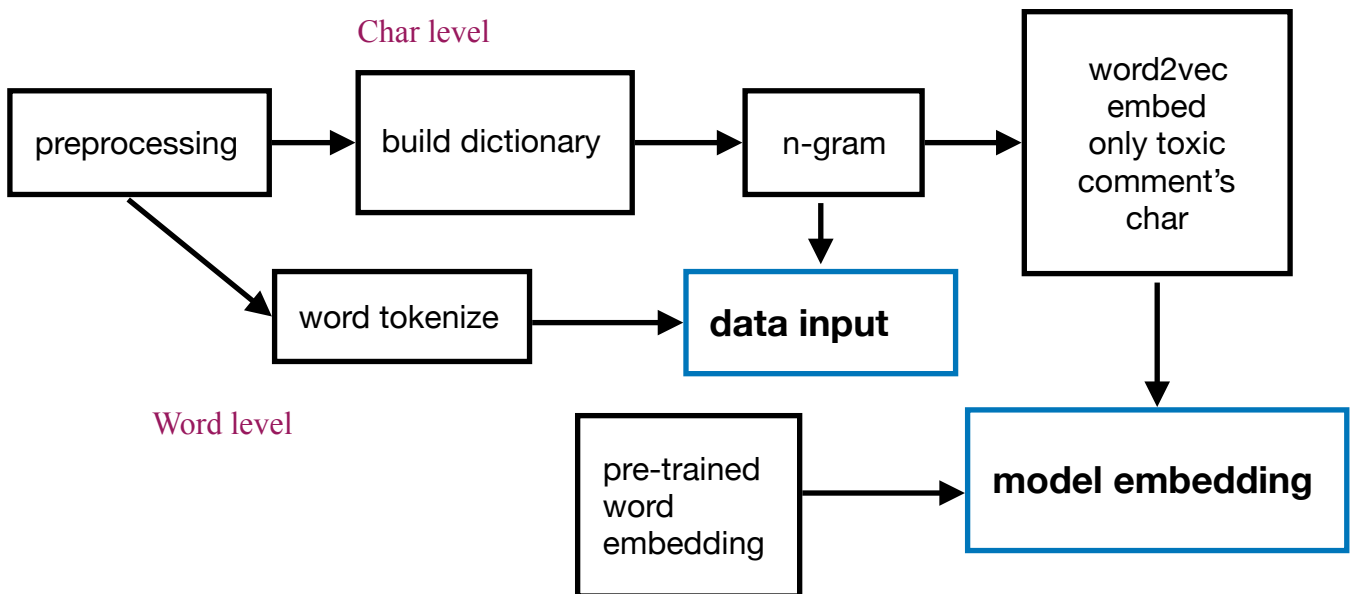 Char level
preprocessing
build dictionary
n-gram
word2vec
embed
only toxic
comment's
char
word tokenize
data input
Word level
pre-trained
word
embedding
model embedding